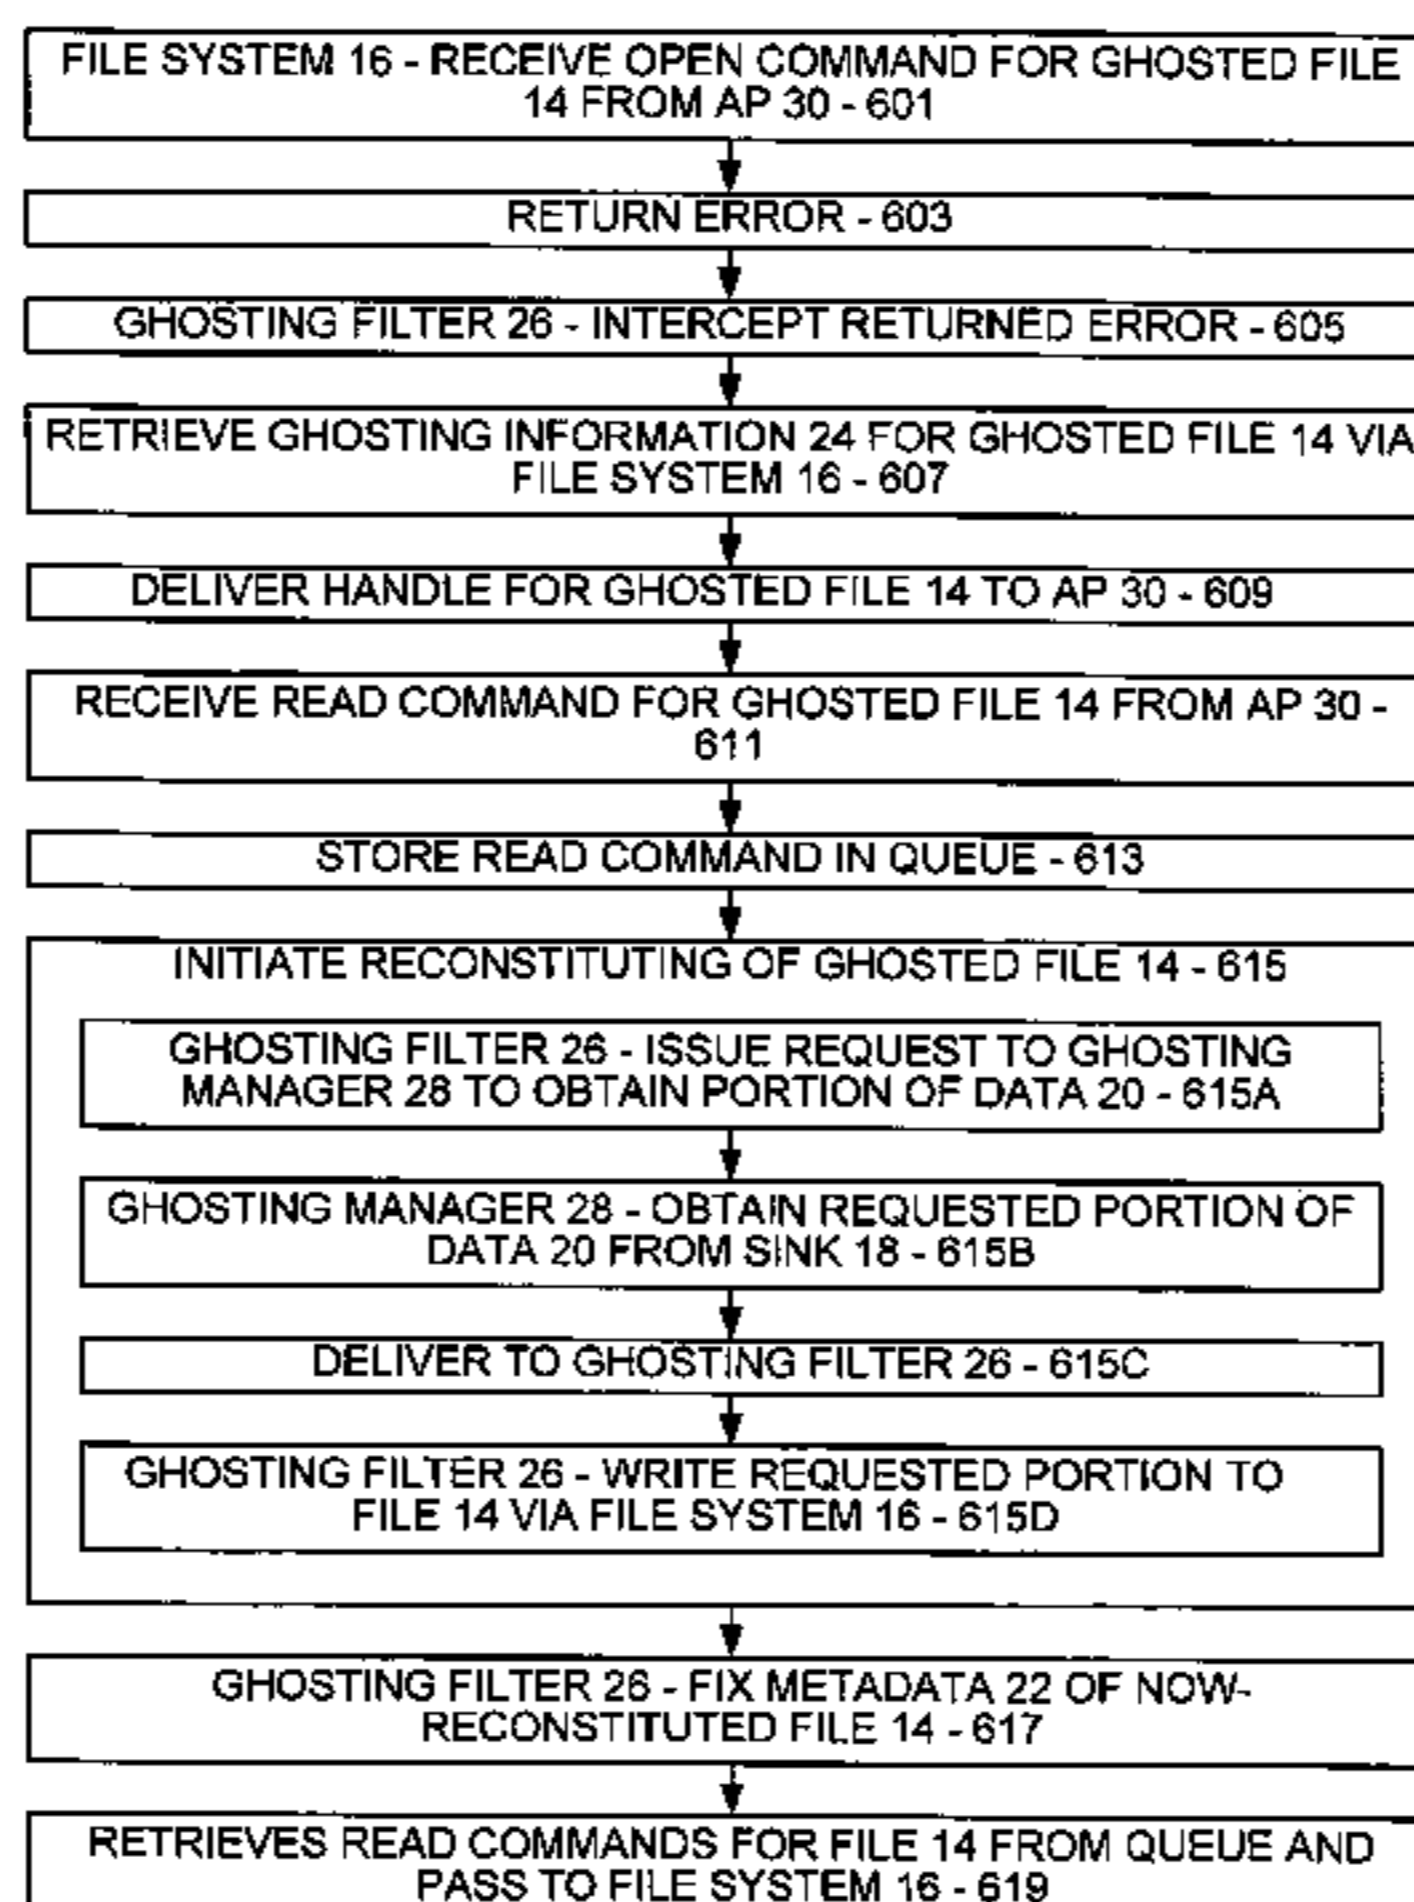 FILE SYSTEM 16 - RECEIVE OPEN COMMAND FOR GHOSTED FILE
14 FROM AP 30 - 601
RETURN ERROR - 603
GHOSTING FILTER 26 - INTERCEPT RETURNED ERROR - 605
RETRIEVE GHOSTING INFORMATION 24 FOR GHOSTED FILE 14 VIA
FILE SYSTEM 16 - 607
DELIVER HANDLE FOR GHOSTED FILE 14 TO AP 30 - 609
RECEIVE READ COMMAND FOR GHOSTED FILE 14 FROM AP 30 -
611
STORE READ COMMAND IN QUEUE - 613
INITIATE RECONSTITUTING OF GHOSTED FILE 14 - 615
GHOSTING FILTER 26 - ISSUE REQUEST TO GHOSTING
MANAGER 28 TO OBTAIN PORTION OF DATA 20 - 615A
GHOSTING MANAGER 28 - OBTAIN REQUESTED PORTION OF
DATA 20 FROM SINK 18 - 615B
DELIVER TO GHOSTING FILTER 26 - 615C
GHOSTING FILTER 26 - WRITE REQUESTED PORTION TO
FILE 14 VIA FILE SYSTEM 16 - 615D
GHOSTING FILTER 26 - FIX METADATA 22 OF NOW-
RECONSTITUTED FILE 14 - 617
RETRIEVES READ COMMANDS FOR FILE 14 FROM QUEUE AND
PASS TO FILE SYSTEM 16 - 619